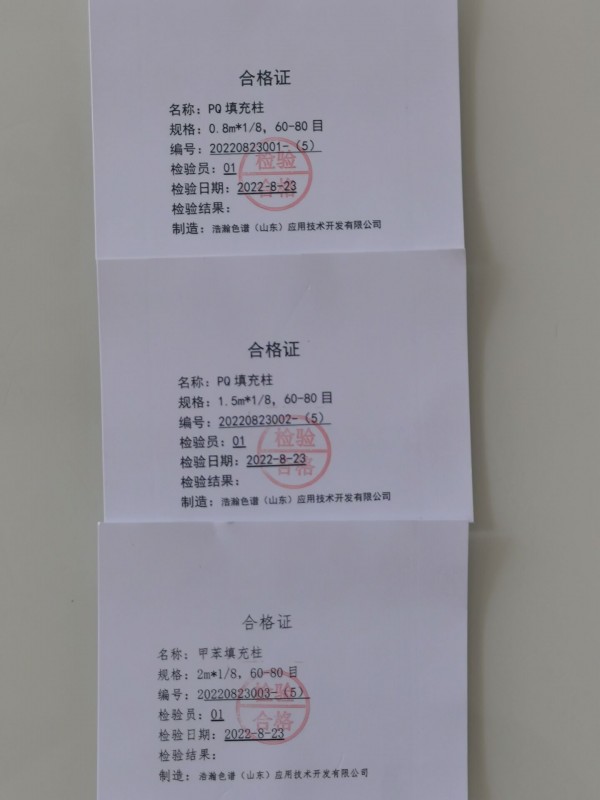 合格证
名称：PQ 填充柱
规格：0.8m*1/8，60-80 目
编号：20220823001-（5）
检验员：01
检验日期：2022-8-23
检验结果：
检验
合格
制造：浩瀚色谱（山东）应用技术开发有限公司
合格证
名称：PQ 填充柱
规格：1.5m*1/8，60-80 目
编号：20220823002-（5）
检验员：01
检验日期：2022-8-23
检验结果：
检验
合格
制造：浩瀚色谱（山东）应用技术开发有限公司
合格证
名称：甲苯填充柱
规格：2m*1/8，60-80 目
编号：20220823003-（5）
检验员：01
检验日期：2022-8-23
检验结果：
检验
合格
制造：浩瀚色谱（山东）应用技术开发有限公司